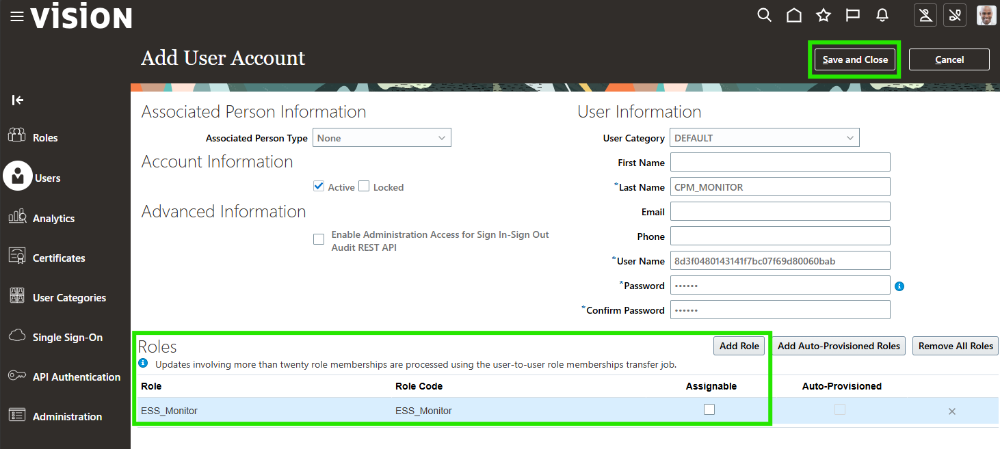 VISION
Add User Account
Save and Close
Cancel
Roles
Users
Analytics
Certificates
User Categories
Single Sign-On
API Authentication
Administration
Associated Person Information
Associated Person Type None
Account Information
Active Locked
Advanced Information
Enable Administration Access for Sign In-Sign Out
Audit REST API
User Information
User Category DEFAULT
First Name
*Last Name CPM_MONITOR
Email
Phone
*User Name 8d3f0480143141f7bc07f69d80060bab
*Password ••••••
*Confirm Password ••••••
Roles
Add Role
Add Auto-Provisioned Roles
Remove All Roles
Updates involving more than twenty role memberships are processed using the user-to-user role memberships transfer job.
Role Role Code Assignable Auto-Provisioned
ESS_Monitor ESS_Monitor